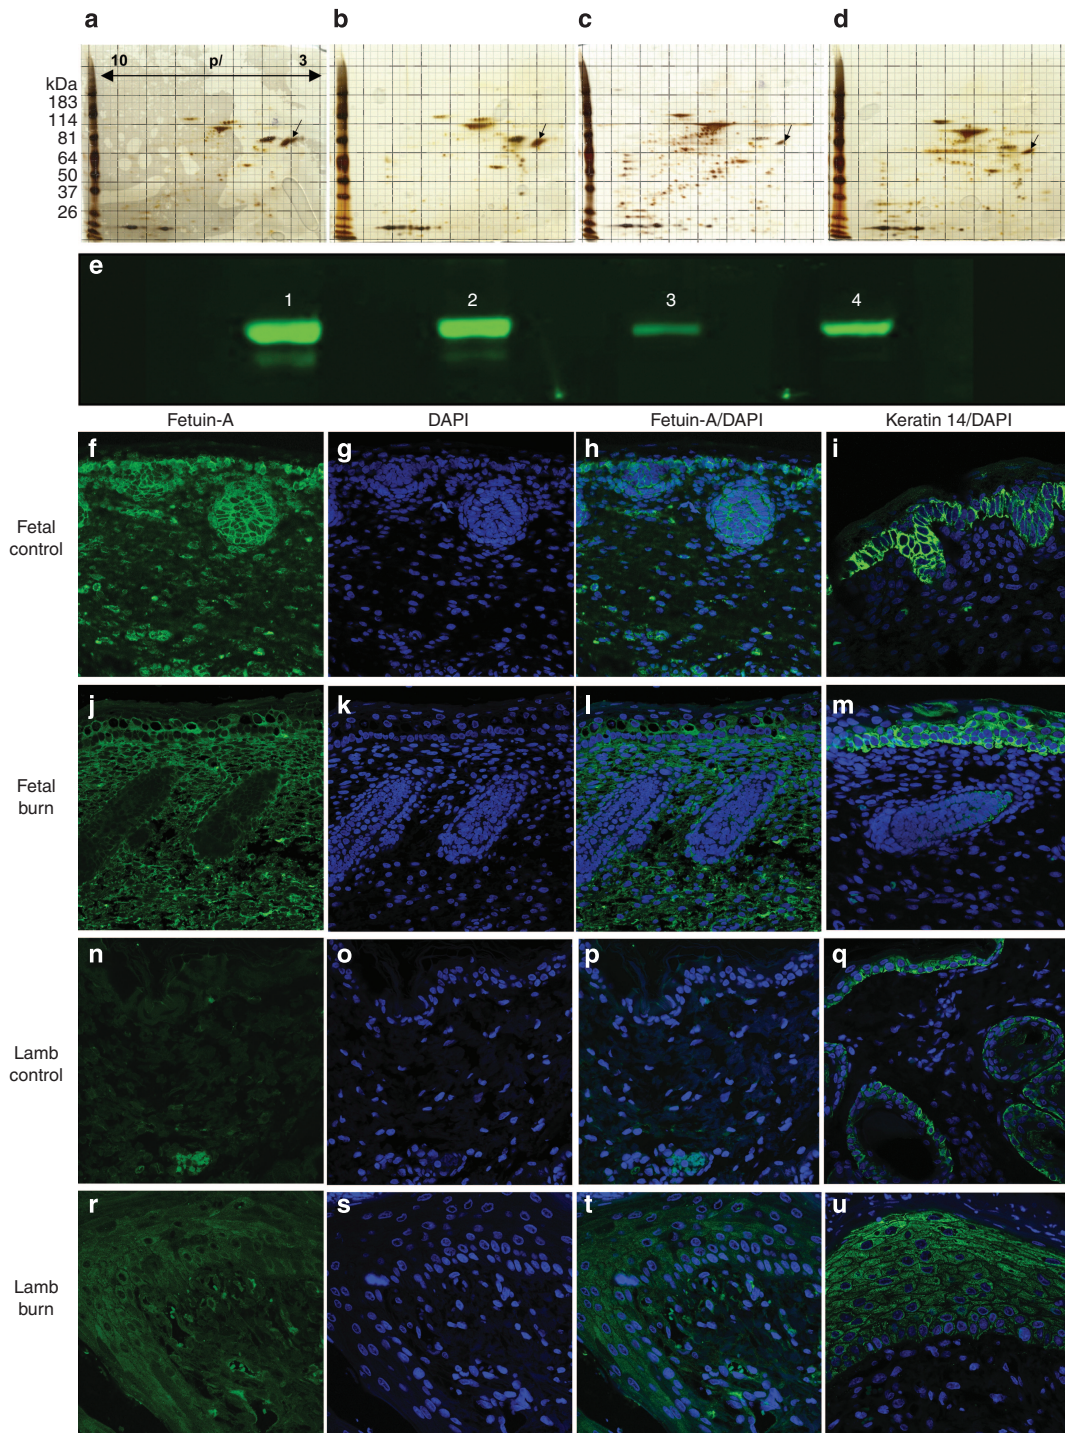 a
b
c
d
10 p/ 3
kDa
183
114
81
64
50
37
26
e
1
2
3
4
Fetuin-A
DAPI
Fetuin-A/DAPI
Keratin 14/DAPI
Fetal
control
f
g
h
i
Fetal
burn
j
k
l
m
Lamb
control
n
o
p
q
Lamb
burn
r
s
t
u